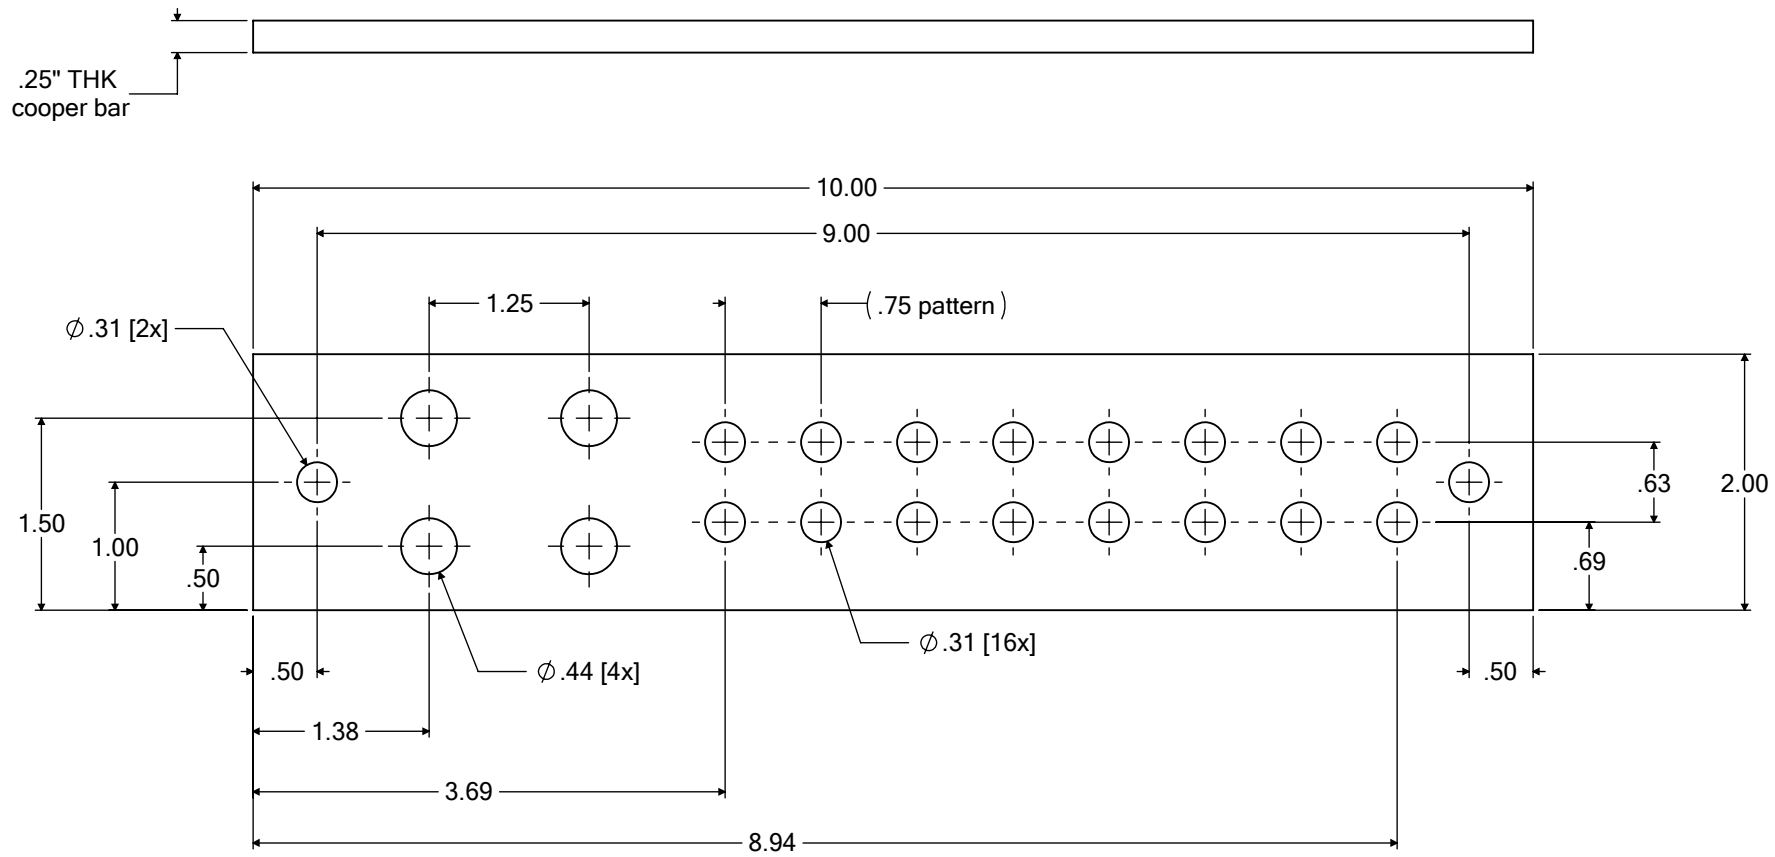 .25" THK
cooper bar
10.00
9.00
1.25
( .75 pattern )
∅.31 [2x]
1.50
1.00
.50
.63
2.00
.69
∅.31 [16x]
.50
∅.44 [4x]
.50
1.38
3.69
8.94